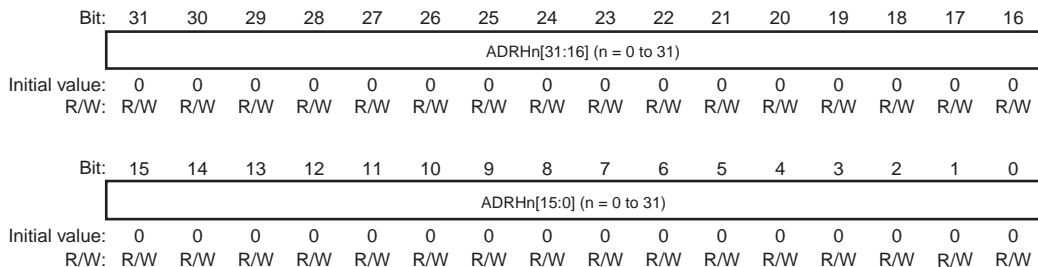 Bit: 31 30 29 28 27 26 25 24 23 22 21 20 19 18 17 16
ADRHn[31:16] (n = 0 to 31)
Initial value: 0 0 0 0 0 0 0 0 0 0 0 0 0 0 0 0
R/W: R/W R/W R/W R/W R/W R/W R/W R/W R/W R/W R/W R/W R/W R/W R/W R/W
Bit: 15 14 13 12 11 10 9 8 7 6 5 4 3 2 1 0
ADRHn[15:0] (n = 0 to 31)
Initial value: 0 0 0 0 0 0 0 0 0 0 0 0 0 0 0 0
R/W: R/W R/W R/W R/W R/W R/W R/W R/W R/W R/W R/W R/W R/W R/W R/W R/W